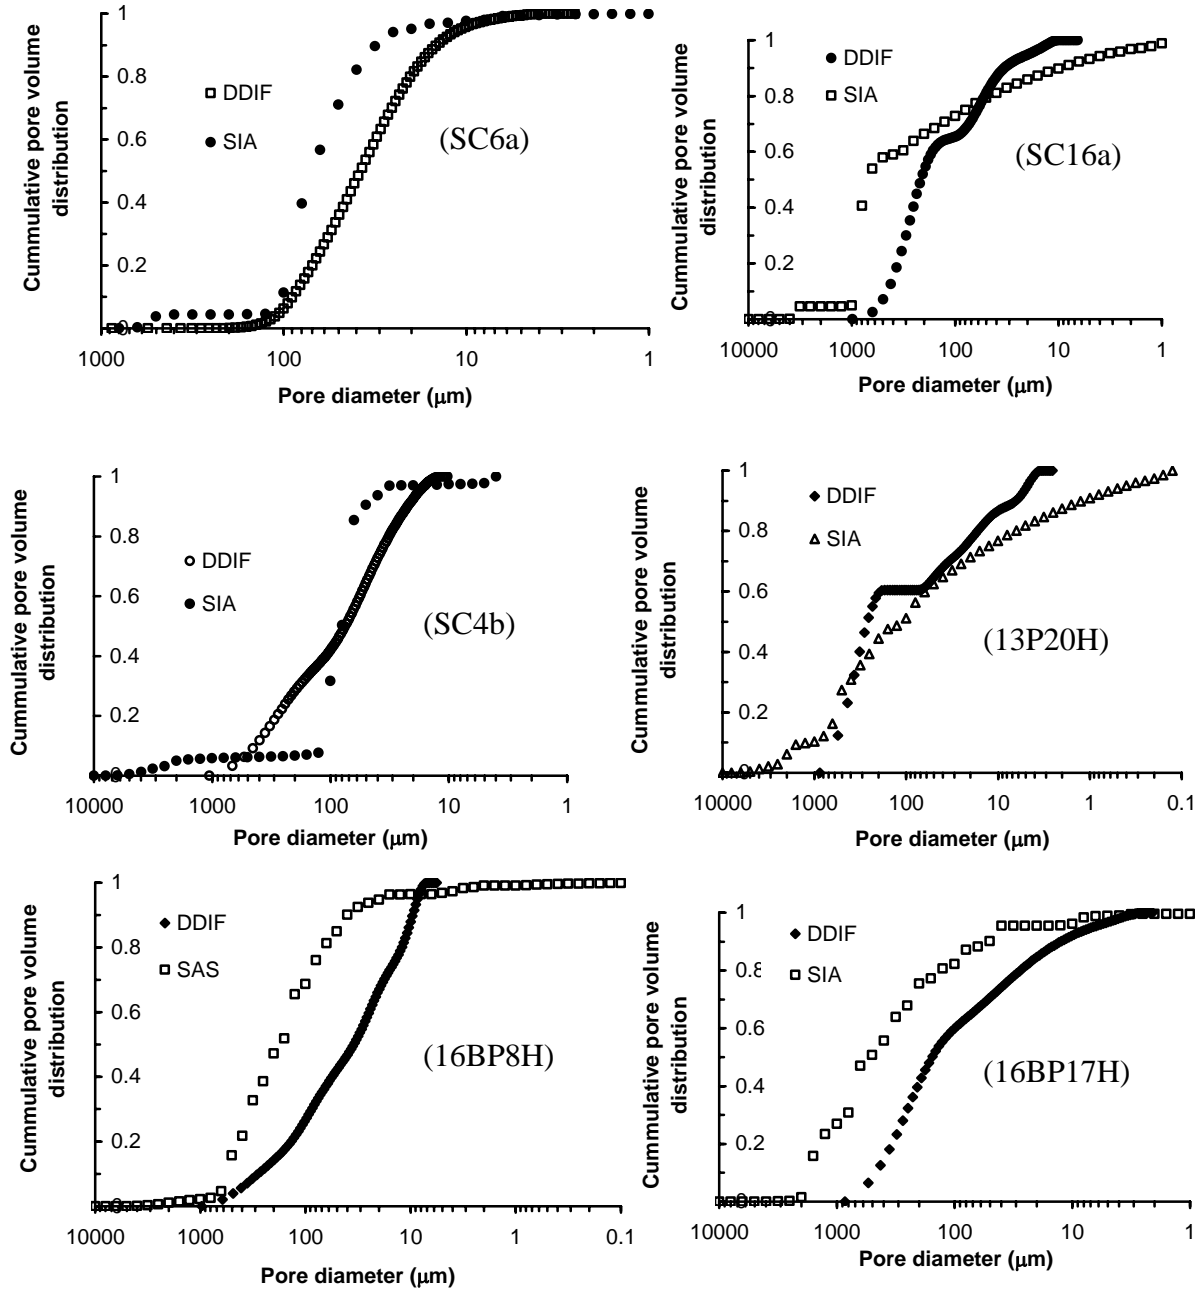 Cummulative pore volume
distribution
1
0.8
0.6
0.4
0.2
0
DDIF
SIA
(SC6a)
1000 100 10 1
Pore diameter (μm)
Cummulative pore volume
distribution
1
0.8
0.6
0.4
0.2
0
DDIF
SIA
(SC16a)
10000 1000 100 10 1
Pore diameter (μm)
Cummulative pore volume
distribution
1
0.8
0.6
0.4
0.2
0
DDIF
SIA
(SC4b)
10000 1000 100 10 1
Pore diameter (μm)
Cummulative pore volume
distribution
1
0.8
0.6
0.4
0.2
0
DDIF
SIA
(13P20H)
10000 1000 100 10 1 0.1
Pore diameter (μm)
Cummulative pore volume
distribution
1
0.8
0.6
0.4
0.2
0
DDIF
SAS
(16BP8H)
10000 1000 100 10 1 0.1
Pore diameter (μm)
Cummulative pore volume
distribution
1
0.8
0.6
0.4
0.2
0
DDIF
SIA
(16BP17H)
10000 1000 100 10 1
Pore diameter (μm)